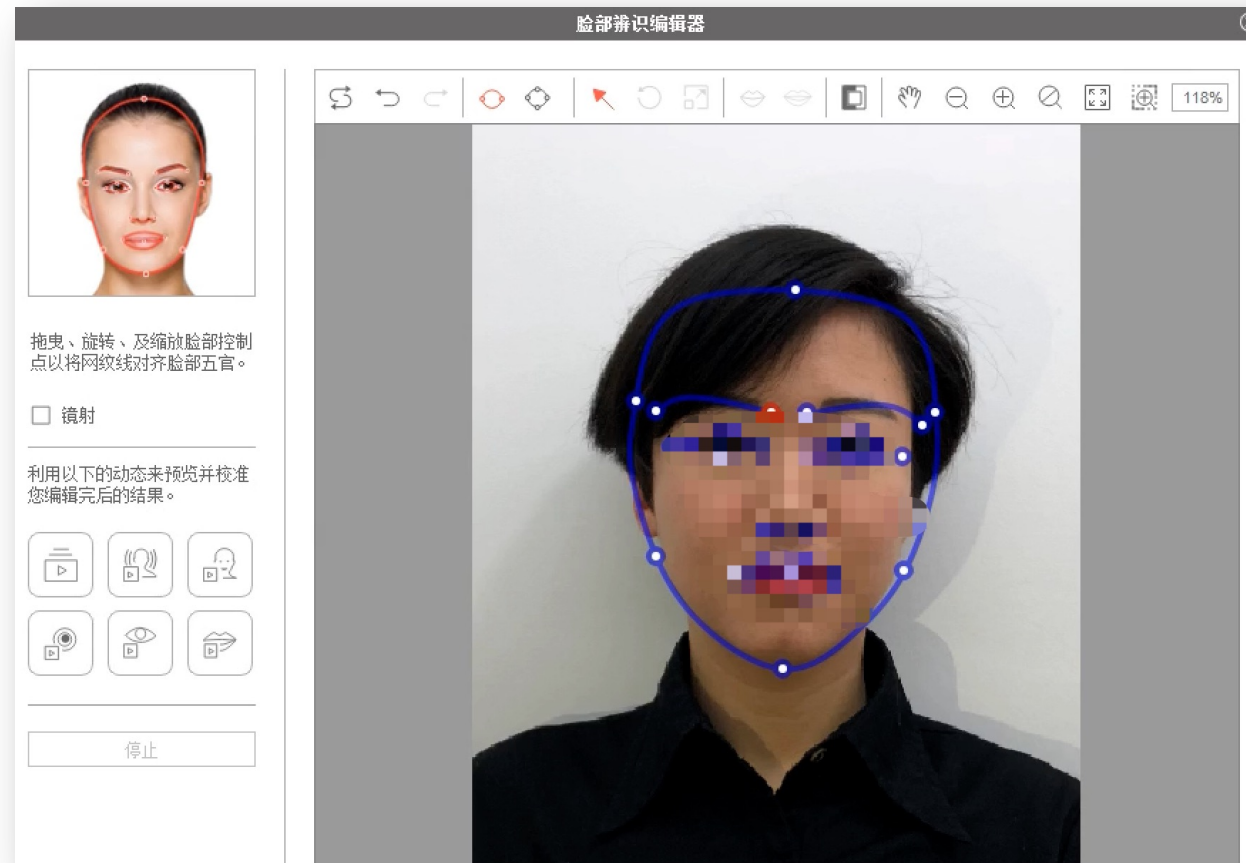 脸部辨识编辑器
118%
拖曳、旋转、及缩放脸部控制
点以将网纹线对齐脸部五官。
镜射
利用以下的动态来预览并校准
您编辑完后的结果。
停止